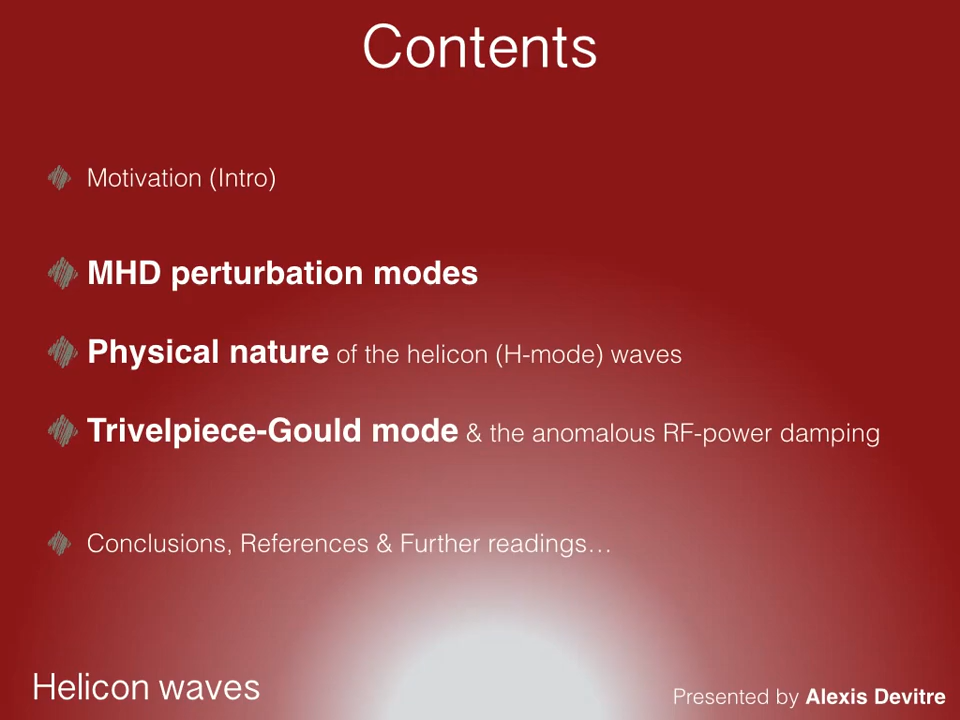 Contents
Motivation (Intro)
MHD perturbation modes
Physical nature of the helicon (H-mode) waves
Trivelpiece-Gould mode & the anomalous RF-power damping
Conclusions, References & Further readings…
Helicon waves
Presented by Alexis Devitre